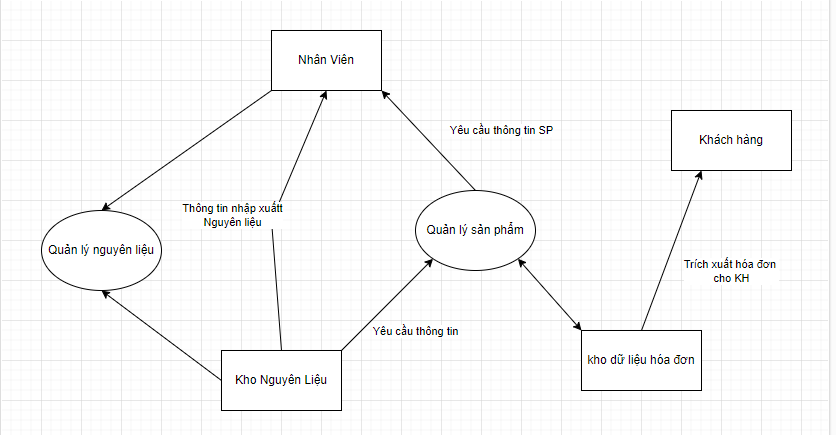 Nhân Viên
Yêu cầu thông tin SP
Khách hàng
Thông tin nhập xuấtt
Nguyên liệu
Quản lý nguyên liệu
Quản lý sản phẩm
Trích xuất hóa đơn
cho KH
Yêu cầu thông tin
Kho Nguyên Liệu
kho dữ liệu hóa đơn